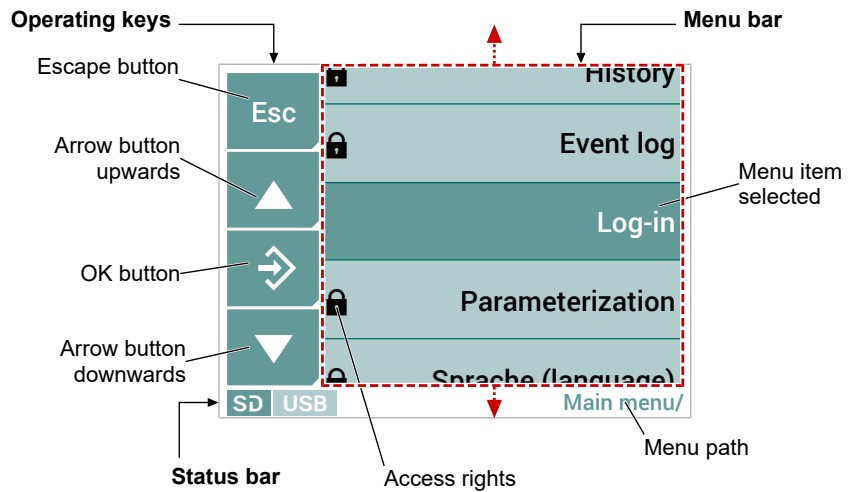 Operating keys
Menu bar
Escape button
Esc
History
Arrow button
upwards
Event log
Menu item
selected
Log-in
OK button
Parameterization
Arrow button
downwards
Sprache (language)
SD USB
Main menu/
Menu path
Status bar
Access rights